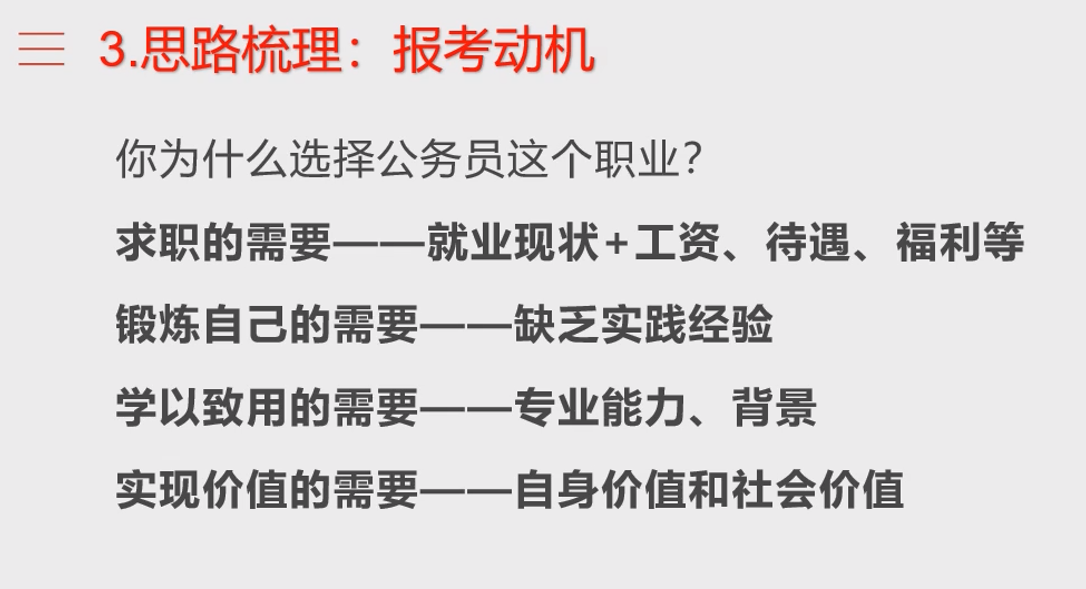 3.思路梳理：报考动机
你为什么选择公务员这个职业？
求职的需要——就业现状+工资、待遇、福利等
锻炼自己的需要——缺乏实践经验
学以致用的需要——专业能力、背景
实现价值的需要——自身价值和社会价值